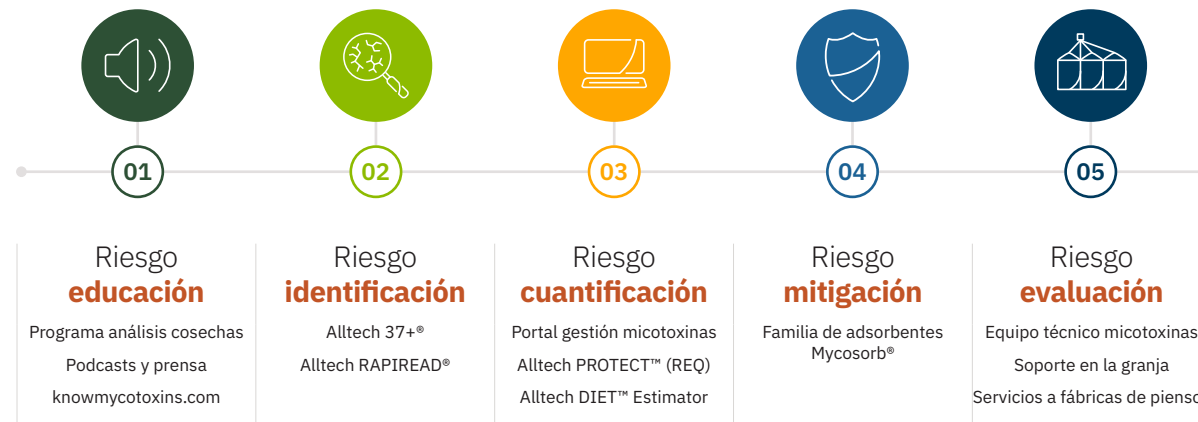 01
02
03
04
05
Riesgo
educación
Programa análisis cosechas
Podcasts y prensa
knowmycotoxins.com
Riesgo
identificación
Alltech 37+®
Alltech RAPIREAD®
Riesgo
cuantificación
Portal gestión micotoxinas
Alltech PROTECT™ (REQ)
Alltech DIET™ Estimator
Riesgo
mitigación
Familia de adsorbentes
Mycosorb®
Riesgo
evaluación
Equipo técnico micotoxinas
Soporte en la granja
Servicios a fábricas de pienso